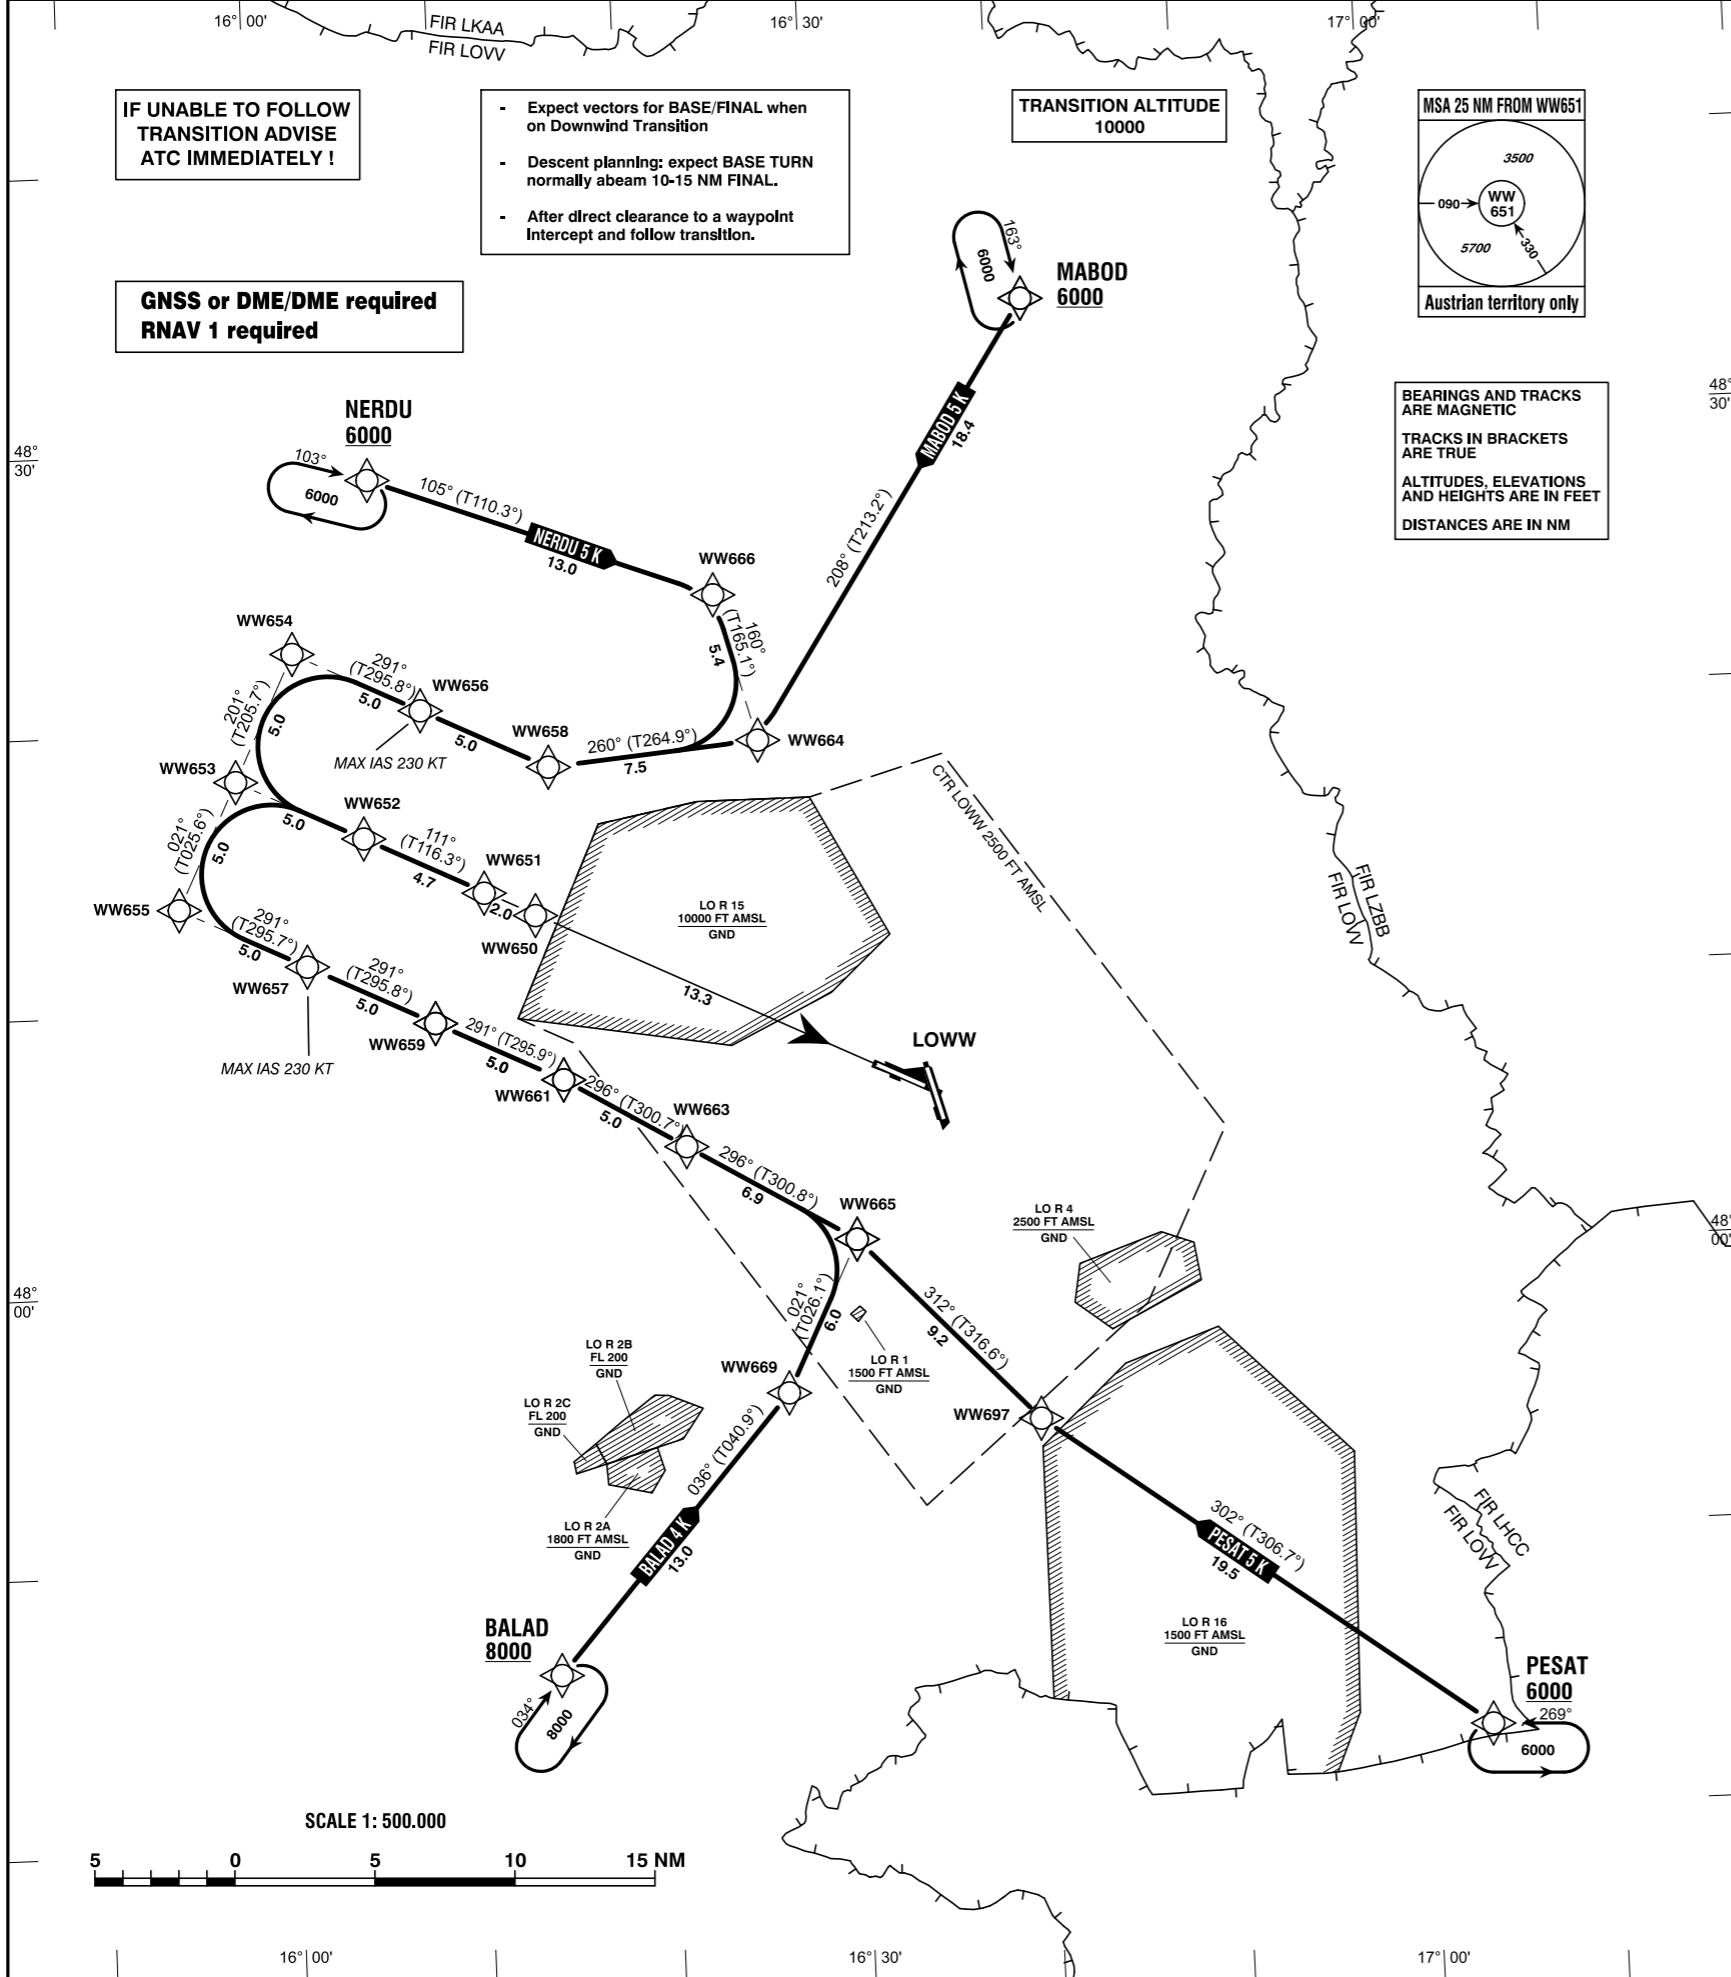 16° 00'
FIR LKAA
FIR LOVV
16° 30'
17° 00'
IF UNABLE TO FOLLOW
TRANSITION ADVISE
ATC IMMEDIATELY !
- Expect vectors for BASE/FINAL when
on Downwind Transition
- Descent planning: expect BASE TURN
normally abeam 10-15 NM FINAL.
- After direct clearance to a waypoint
intercept and follow transition.
TRANSITION ALTITUDE
10000
MSA 25 NM FROM WW651
3500
090
WW
651
5700
330
Austrian territory only
GNSS or DME/DME required
RNAV 1 required
163°
6000
MABOD
6000
BEARINGS AND TRACKS
ARE MAGNETIC
TRACKS IN BRACKETS
ARE TRUE
ALTITUDES, ELEVATIONS
AND HEIGHTS ARE IN FEET
DISTANCES ARE IN NM
48°
30'
48°
30'
NERDU
6000
103°
6000
105° (T110.3°)
NERDU 5 K
13.0
MABOD 5 K
18.4
208° (T213.2°)
WW666
160°
(T165.1°)
5.4
WW654
291°
(T295.8°)
5.0
WW656
201°
(T205.7°)
5.0
MAX IAS 230 KT
5.0
WW658
260° (T264.9°)
7.5
WW664
WW653
WW652
5.0
021°
(T025.6°)
5.0
111°
(T116.3°)
4.7
WW651
2.0
WW650
CTR LOWW 2500 FT AMSL
LO R 15
10000 FT AMSL
GND
13.3
LOWW
FIR LZBB
FIR LOVV
WW655
291°
(T295.7°)
5.0
WW657
MAX IAS 230 KT
291°
(T295.8°)
5.0
WW659
291° (T295.9°)
5.0
WW661
296° (T300.7°)
5.0
WW663
296° (T300.8°)
6.9
WW665
LO R 4
2500 FT AMSL
GND
48°
00'
48°
00'
021°
(T026.1°)
6.0
312° (T316.6°)
9.2
LO R 1
1500 FT AMSL
GND
LO R 2B
FL 200
GND
LO R 2C
FL 200
GND
WW669
WW697
036° (T040.9°)
BALAD 4 K
13.0
LO R 2A
1800 FT AMSL
GND
302° (T306.7°)
PESAT 5 K
19.5
FIR LHCC
FIR LOVV
LO R 16
1500 FT AMSL
GND
BALAD
8000
034°
8000
PESAT
6000
269°
6000
SCALE 1: 500.000
5 0 5 10 15 NM
16° 00'
16° 30'
17° 00'